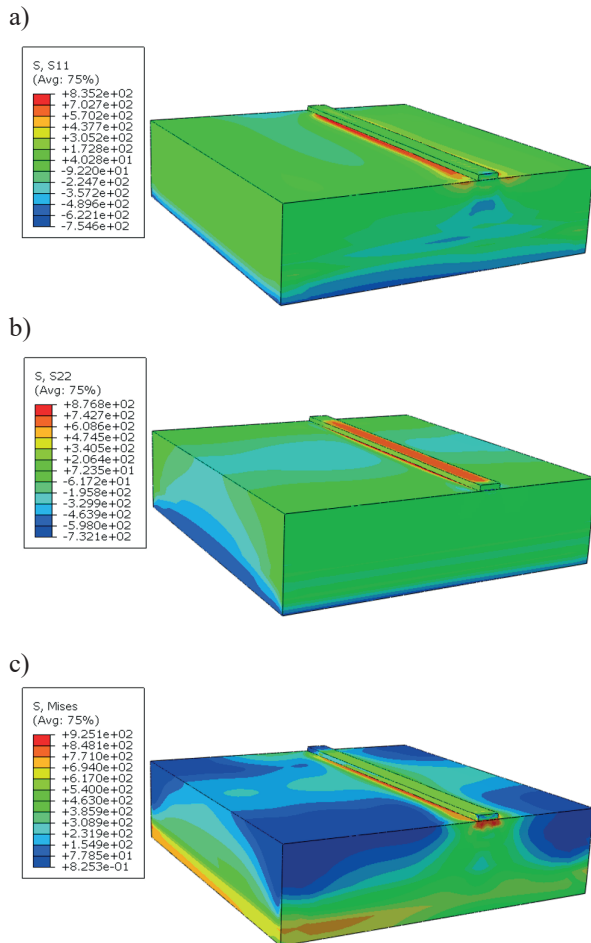 a)
S, S11
(Avg: 75%)
+8.352e+02
+7.027e+02
+5.702e+02
+4.377e+02
+3.052e+02
+1.728e+02
+4.028e+01
-9.220e+01
-2.247e+02
-3.572e+02
-4.896e+02
-6.221e+02
-7.546e+02
b)
S, S22
(Avg: 75%)
+8.768e+02
+7.427e+02
+6.086e+02
+4.745e+02
+3.405e+02
+2.064e+02
+7.235e+01
-6.172e+01
-1.958e+02
-3.299e+02
-4.639e+02
-5.980e+02
-7.321e+02
c)
S, Mises
(Avg: 75%)
+9.251e+02
+8.481e+02
+7.710e+02
+6.940e+02
+6.170e+02
+5.400e+02
+4.630e+02
+3.859e+02
+3.089e+02
+2.319e+02
+1.549e+02
+7.785e+01
+8.253e-01